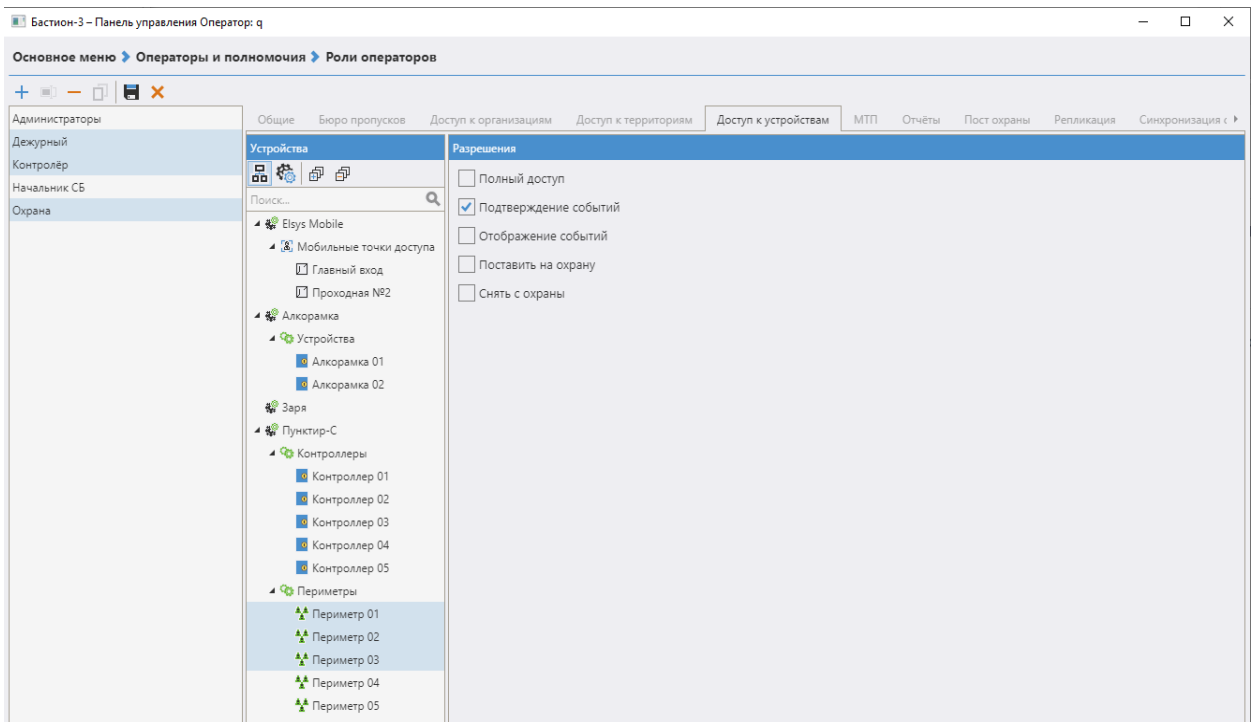 Бастион-3 – Панель управления Оператор: q
Основное меню Операторы и полномочия Роли операторов
Администраторы
Дежурный
Контролёр
Начальник СБ
Охрана
Общие Бюро пропусков Доступ к организациям Доступ к территориям Доступ к устройствам МТП Отчёты Пост охраны Репликация Синхронизация с
Устройства
Поиск...
Elsys Mobile
Мобильные точки доступа
Главный вход
Проходная №2
Алкорамка
Устройства
Алкорамка 01
Алкорамка 02
Заря
Пунктир-С
Контроллеры
Контроллер 01
Контроллер 02
Контроллер 03
Контроллер 04
Контроллер 05
Периметры
Периметр 01
Периметр 02
Периметр 03
Периметр 04
Периметр 05
Разрешения
Полный доступ
Подтверждение событий
Отображение событий
Поставить на охрану
Снять с охраны